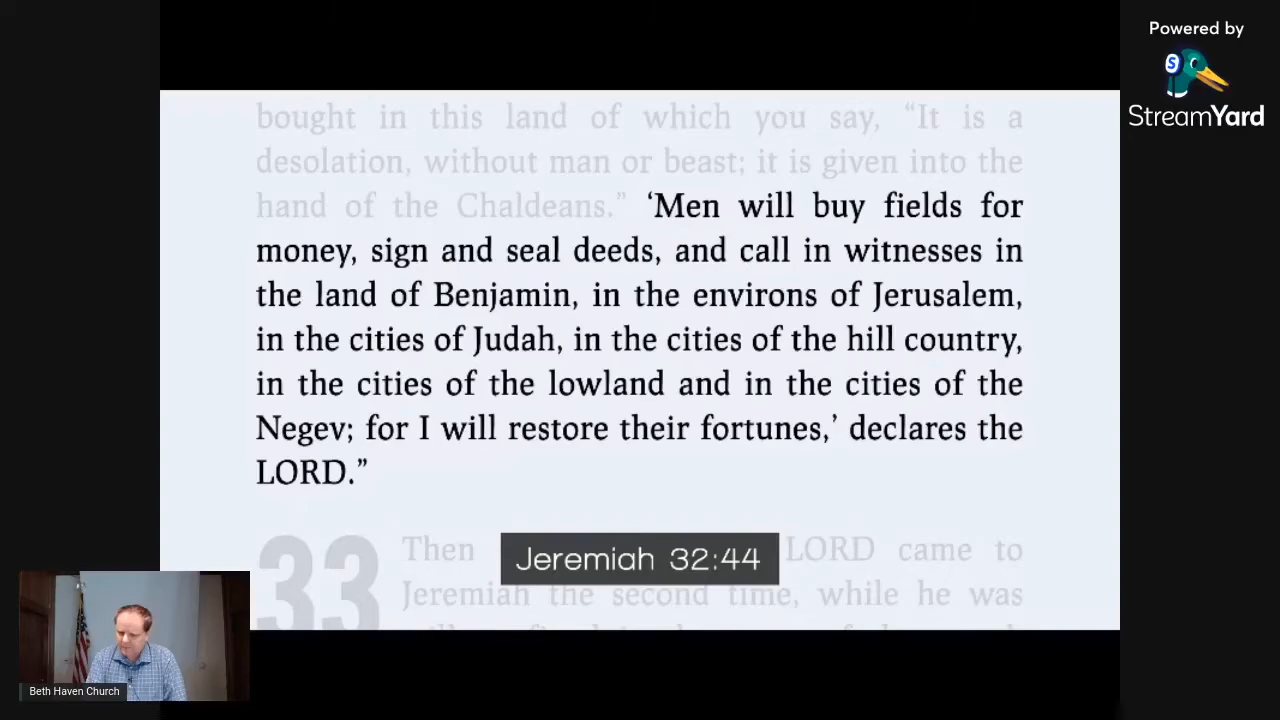 Powered by
StreamYard
bought in this land of which you say, “It is a
desolation, without man or beast; it is given into the
hand of the Chaldeans.” ‘Men will buy fields for
money, sign and seal deeds, and call in witnesses in
the land of Benjamin, in the environs of Jerusalem,
in the cities of Judah, in the cities of the hill country,
in the cities of the lowland and in the cities of the
Negev; for I will restore their fortunes,’ declares the
LORD.”
33 Then LORD came to
Jeremiah 32:44
Jeremiah the second time, while he was
Beth Haven Church